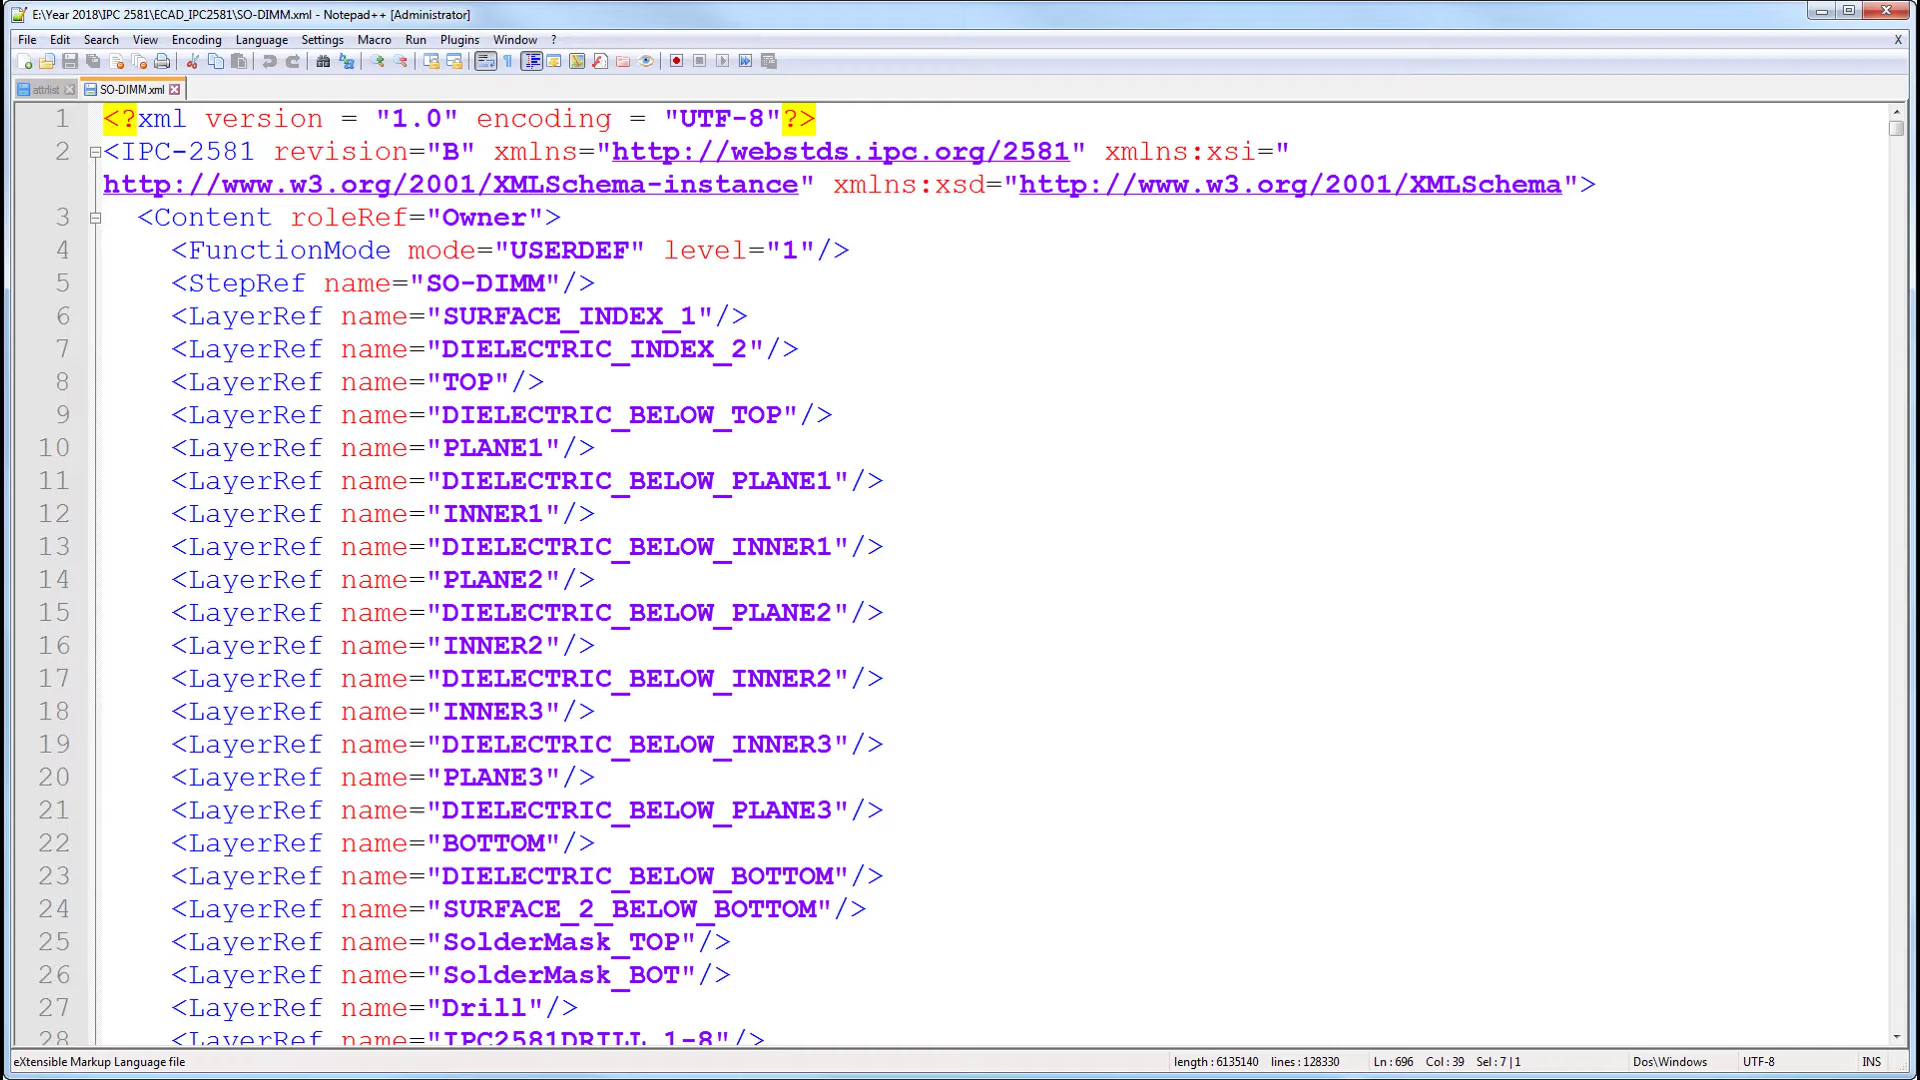 E:\Year 2018\IPC 2581\ECAD_IPC2581\SO-DIMM.xml - Notepad++ [Administrator]
File Edit Search View Encoding Language Settings Macro Run Plugins Window ? X
attrlist SO-DIMM.xml
1 <?xml version = "1.0" encoding = "UTF-8"?>
2 <IPC-2581 revision="B" xmlns="http://webstds.ipc.org/2581" xmlns:xsi="
http://www.w3.org/2001/XMLSchema-instance" xmlns:xsd="http://www.w3.org/2001/XMLSchema">
3 <Content roleRef="Owner">
4 <FunctionMode mode="USERDEF" level="1"/>
5 <StepRef name="SO-DIMM"/>
6 <LayerRef name="SURFACE_INDEX_1"/>
7 <LayerRef name="DIELECTRIC_INDEX_2"/>
8 <LayerRef name="TOP"/>
9 <LayerRef name="DIELECTRIC_BELOW_TOP"/>
10 <LayerRef name="PLANE1"/>
11 <LayerRef name="DIELECTRIC_BELOW_PLANE1"/>
12 <LayerRef name="INNER1"/>
13 <LayerRef name="DIELECTRIC_BELOW_INNER1"/>
14 <LayerRef name="PLANE2"/>
15 <LayerRef name="DIELECTRIC_BELOW_PLANE2"/>
16 <LayerRef name="INNER2"/>
17 <LayerRef name="DIELECTRIC_BELOW_INNER2"/>
18 <LayerRef name="INNER3"/>
19 <LayerRef name="DIELECTRIC_BELOW_INNER3"/>
20 <LayerRef name="PLANE3"/>
21 <LayerRef name="DIELECTRIC_BELOW_PLANE3"/>
22 <LayerRef name="BOTTOM"/>
23 <LayerRef name="DIELECTRIC_BELOW_BOTTOM"/>
24 <LayerRef name="SURFACE_2_BELOW_BOTTOM"/>
25 <LayerRef name="SolderMask_TOP"/>
26 <LayerRef name="SolderMask_BOT"/>
27 <LayerRef name="Drill"/>
28 <LayerRef name="IPC2581DRILL_1-8"/>
eXtensible Markup Language file length : 6135140 lines : 128330 Ln : 696 Col : 39 Sel : 7 | 1 Dos\Windows UTF-8 INS